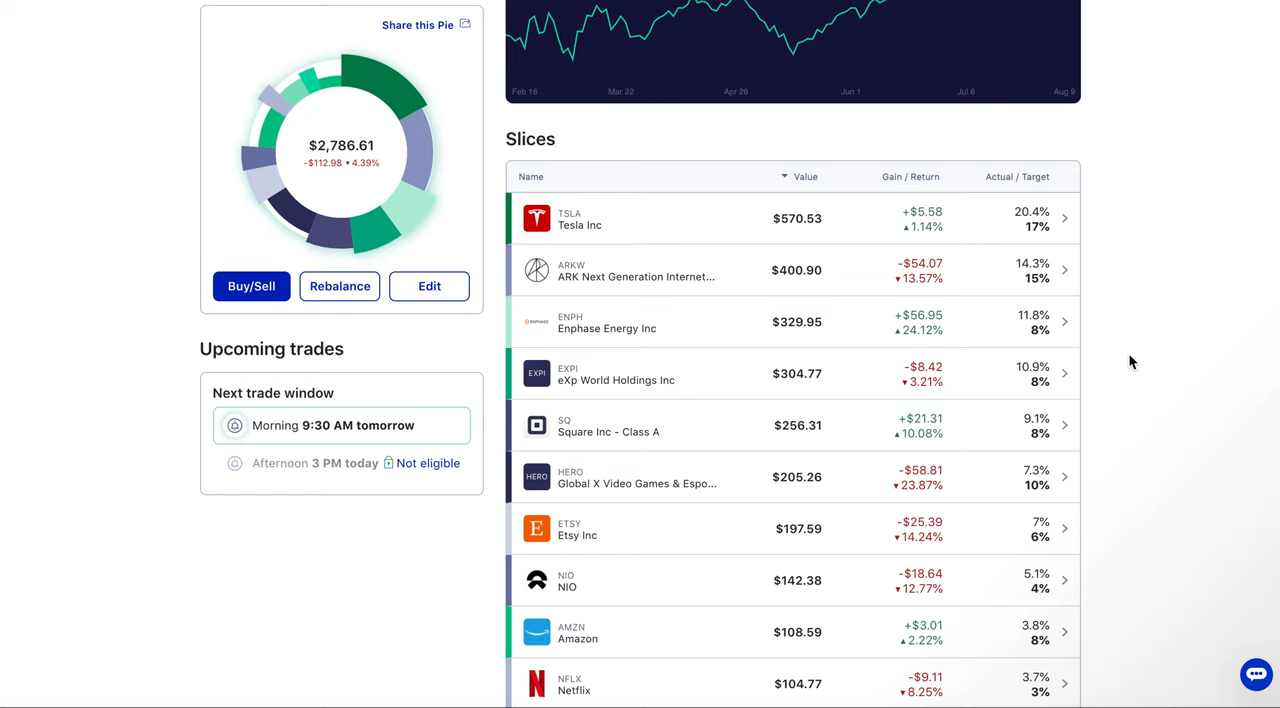 Share this Pie
$2,786.61
-$112.98 ▾ 4.39%
Buy/Sell
Rebalance
Edit
Upcoming trades
Next trade window
Morning 9:30 AM tomorrow
Afternoon 3 PM today Not eligible
Feb 16 Mar 22 Apr 26 Jun 1 Jul 6 Aug 9
Slices
Name ▾ Value Gain / Return Actual / Target
TSLA
Tesla Inc
$570.53
+$5.58
▴ 1.14%
20.4%
17%
ARKW
ARK Next Generation Internet...
$400.90
-$54.07
▾ 13.57%
14.3%
15%
ENPHASE
ENPH
Enphase Energy Inc
$329.95
+$56.95
▴ 24.12%
11.8%
8%
EXPI
EXPI
eXp World Holdings Inc
$304.77
-$8.42
▾ 3.21%
10.9%
8%
SQ
Square Inc - Class A
$256.31
+$21.31
▴ 10.08%
9.1%
8%
HERO
HERO
Global X Video Games & Espo...
$205.26
-$58.81
▾ 23.87%
7.3%
10%
E
ETSY
Etsy Inc
$197.59
-$25.39
▾ 14.24%
7%
6%
NIO
NIO
$142.38
-$18.64
▾ 12.77%
5.1%
4%
AMZN
Amazon
$108.59
+$3.01
▴ 2.22%
3.8%
8%
N
NFLX
Netflix
$104.77
-$9.11
▾ 8.25%
3.7%
3%